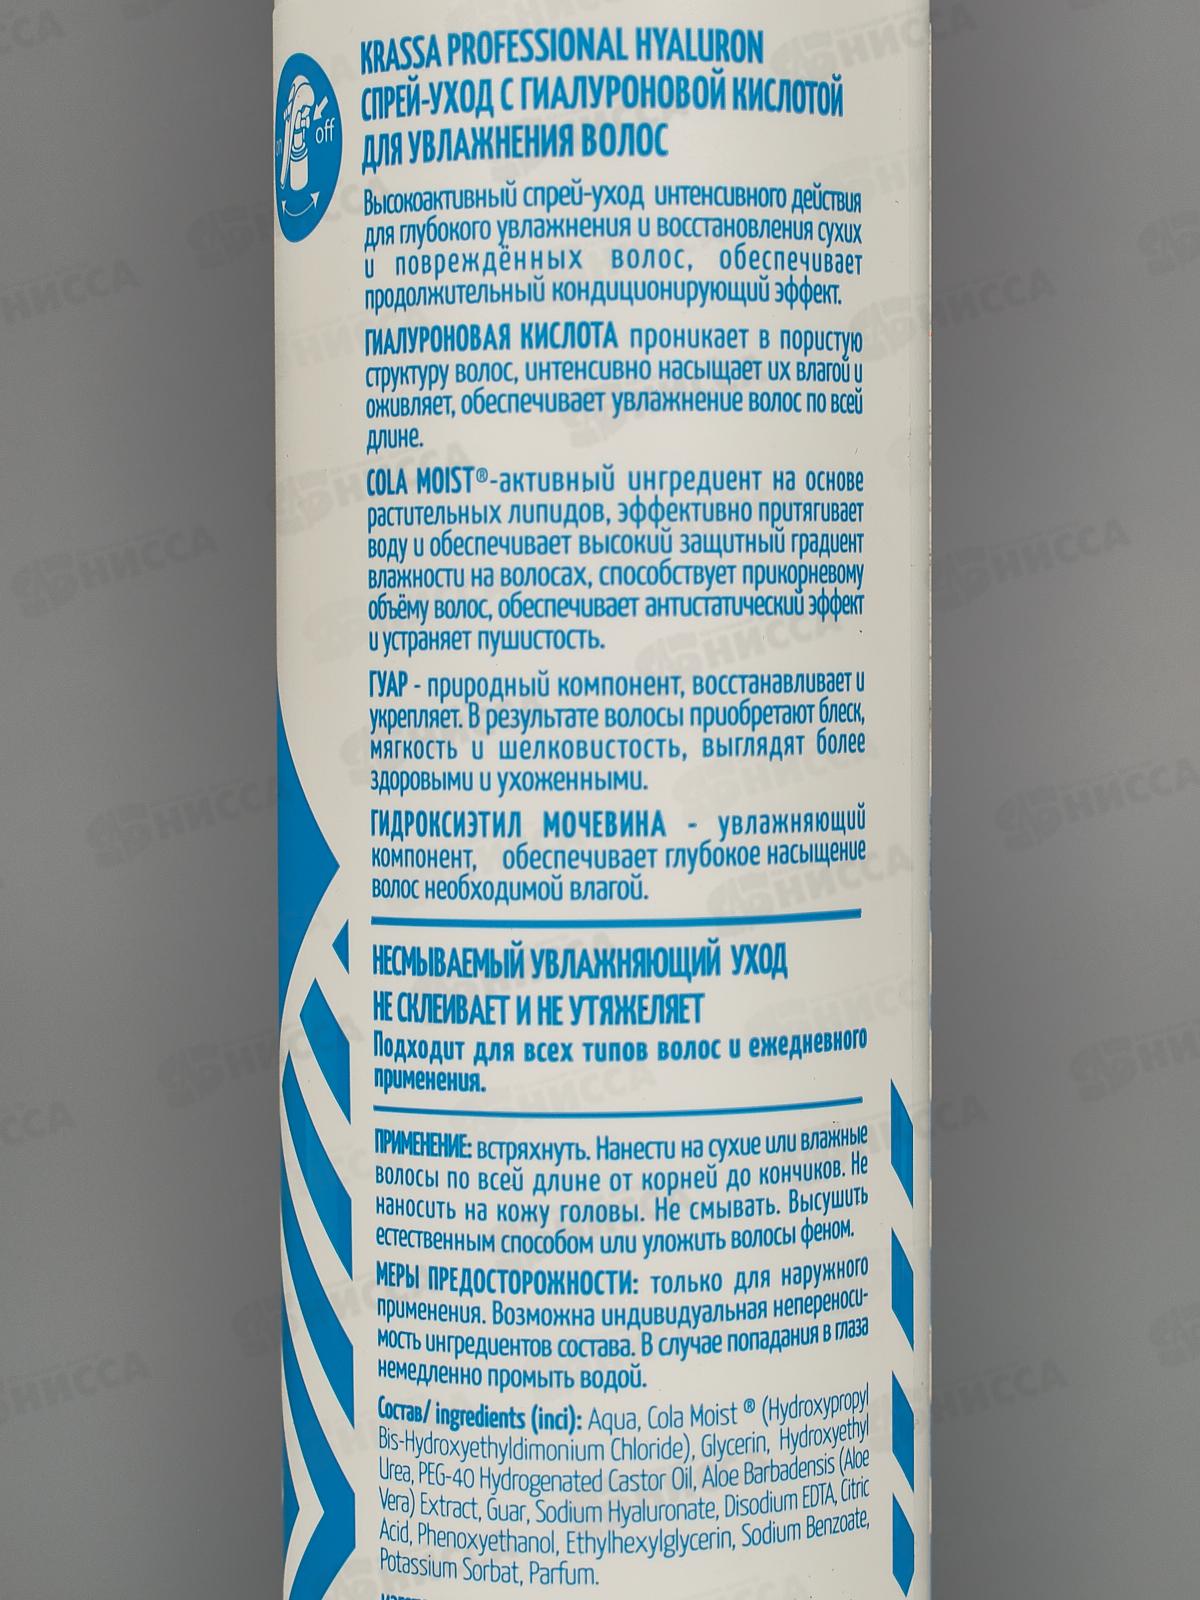 KRASSA PROFESSIONAL HYALURON
СПРЕЙ-УХОД С ГИАЛУРОНОВОЙ КИСЛОТОЙ
ДЛЯ УВЛАЖНЕНИЯ ВОЛОС
off
Высокоактивный спрей-уход интенсивного действия
для глубокого увлажнения и восстановления сухих
и повреждённых волос, обеспечивает
продолжительный кондиционирующий эффект.
ГИАЛУРОНОВАЯ КИСЛОТА проникает в пористую
структуру волос, интенсивно насыщает их влагой и
оживляет, обеспечивает увлажнение волос по всей
длине.
COLA MOIST®-активный ингредиент на основе
растительных липидов, эффективно притягивает
воду и обеспечивает высокий защитный градиент
влажности на волосах, способствует прикорневому
объёму волос, обеспечивает антистатический эффект
и устраняет пушистость.
ГУАР - природный компонент, восстанавливает и
укрепляет. В результате волосы приобретают блеск,
мягкость и шелковистость, выглядят более
здоровыми и ухоженными.
ГИДРОКСИЭТИЛ МОЧЕВИНА - увлажняющий
компонент, обеспечивает глубокое насыщение
волос необходимой влагой.
НЕСМЫВАЕМЫЙ УВЛАЖНЯЮЩИЙ УХОД
НЕ СКЛЕИВАЕТ И НЕ УТЯЖЕЛЯЕТ
Подходит для всех типов волос и ежедневного
применения.
ПРИМЕНЕНИЕ: встряхнуть. Нанести на сухие или влажные
волосы по всей длине от корней до кончиков. Не
наносить на кожу головы. Не смывать. Высушить
естественным способом или уложить волосы феном.
МЕРЫ ПРЕДОСТОРОЖНОСТИ: только для наружного
применения. Возможна индивидуальная непереноси-
мость ингредиентов состава. В случае попадания в глаза
немедленно промыть водой.
Состав/ ingredients (inci): Aqua, Cola Moist ® (Hydroxypropyl
Bis-Hydroxyethyldimonium Chloride), Glycerin, Hydroxyethyl
Urea, PEG-40 Hydrogenated Castor Oil, Aloe Barbadensis (Aloe
Vera) Extract, Guar, Sodium Hyaluronate, Disodium EDTA, Citric
Acid, Phenoxyethanol, Ethylhexylglycerin, Sodium Benzoate,
Potassium Sorbat, Parfum.